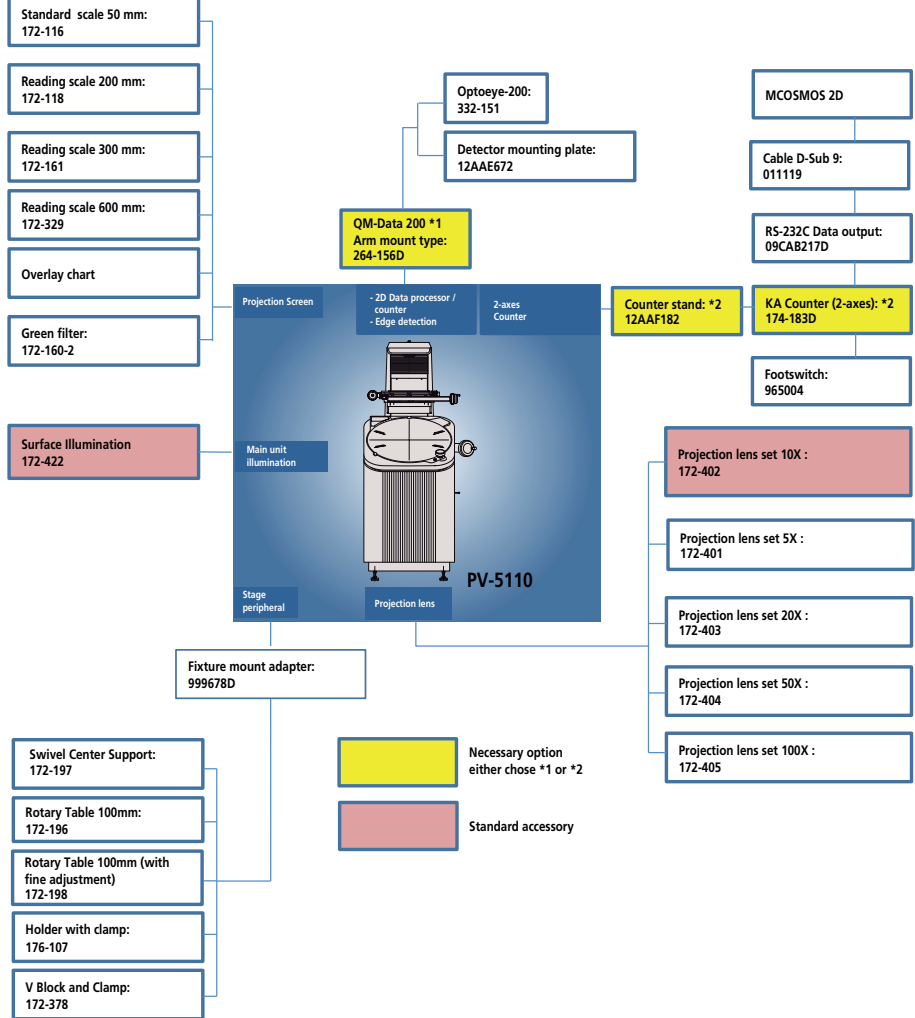 Standard scale 50 mm:
172-116
Reading scale 200 mm:
172-118
Reading scale 300 mm:
172-161
Reading scale 600 mm:
172-329
Overlay chart
Green filter:
172-160-2
Surface Illumination
172-422
Optoeye-200:
332-151
Detector mounting plate:
12AAE672
QM-Data 200 *1
Arm mount type:
264-156D
MCOSMOS 2D
Cable D-Sub 9:
011119
RS-232C Data output:
09CAB217D
Counter stand: *2
12AAF182
KA Counter (2-axes): *2
174-183D
Footswitch:
965004
Projection Screen
- 2D Data processor /
counter
- Edge detection
2-axes
Counter
Main unit
illumination
PV-5110
Stage
peripheral
Projection lens
Projection lens set 10X :
172-402
Projection lens set 5X :
172-401
Projection lens set 20X :
172-403
Projection lens set 50X :
172-404
Projection lens set 100X :
172-405
Fixture mount adapter:
999678D
Swivel Center Support:
172-197
Rotary Table 100mm:
172-196
Rotary Table 100mm (with
fine adjustment)
172-198
Holder with clamp:
176-107
V Block and Clamp:
172-378
Necessary option
either chose *1 or *2
Standard accessory